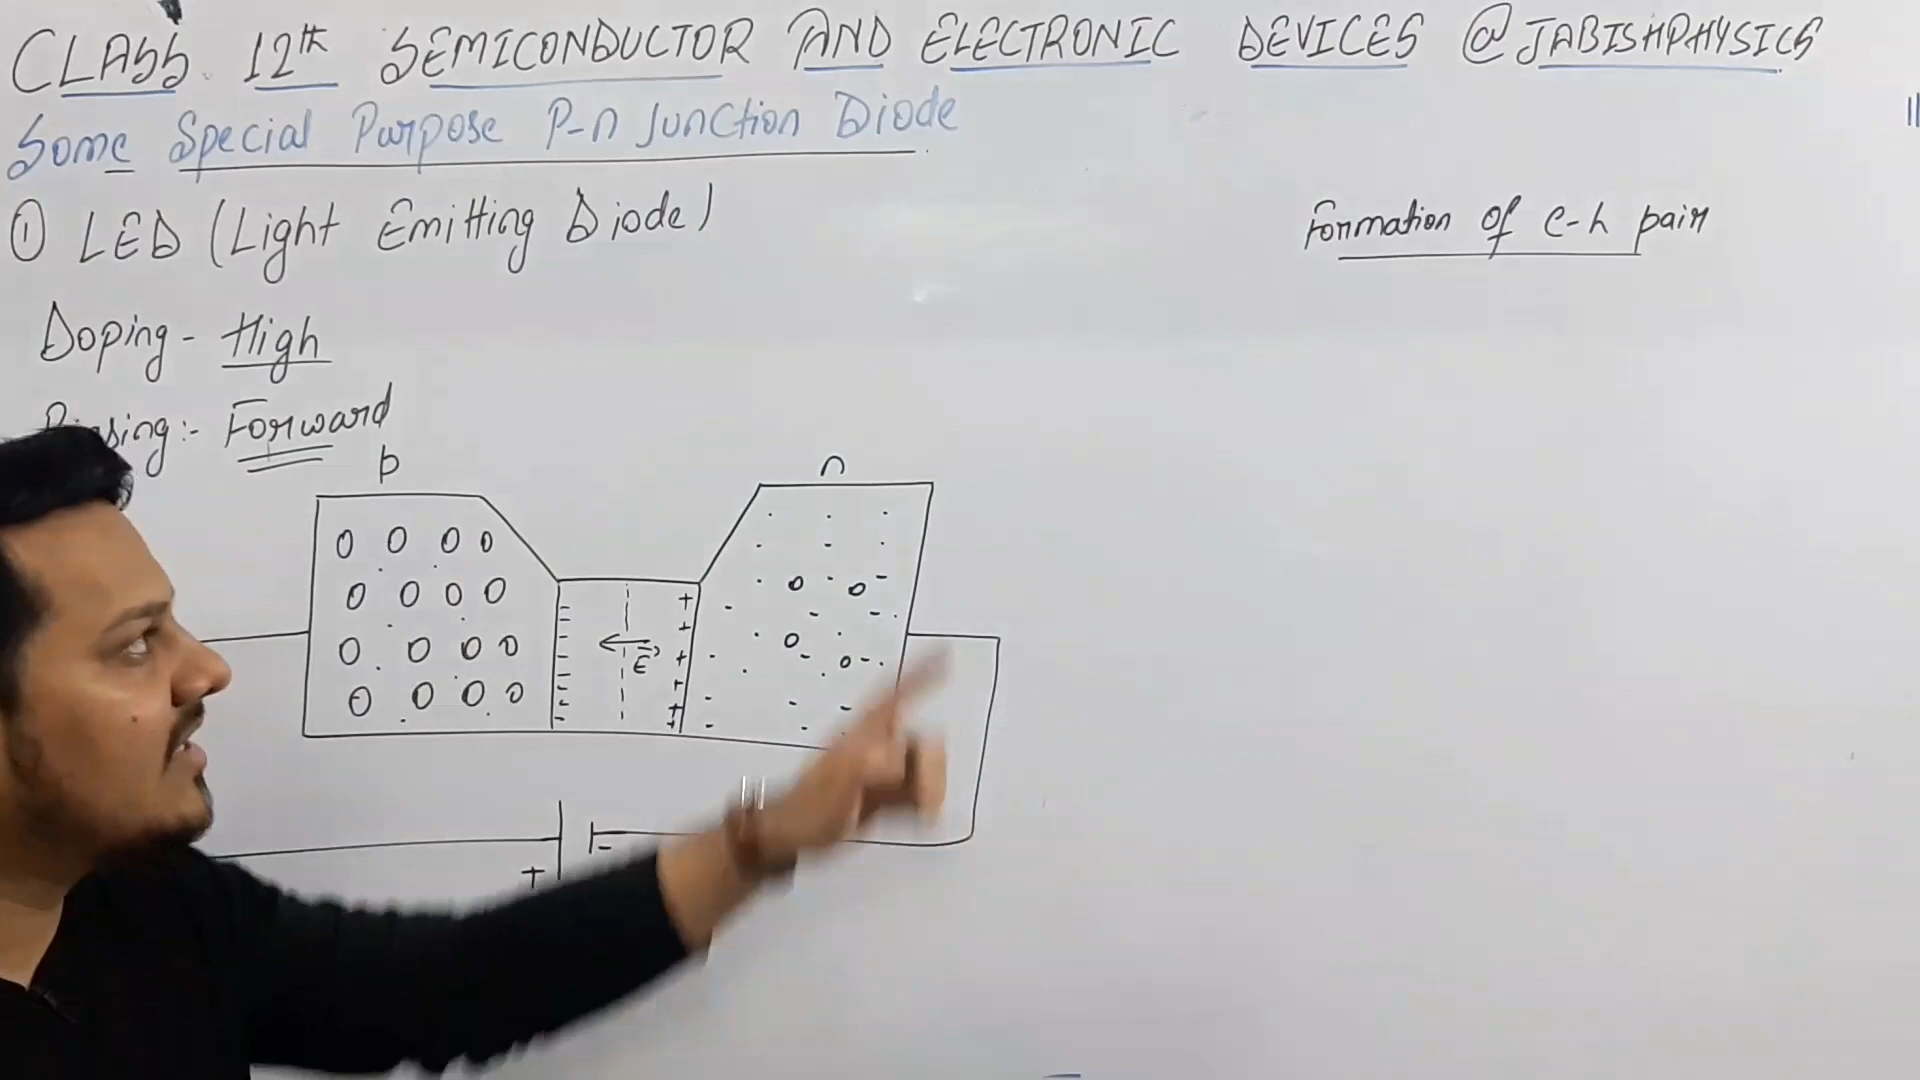 CLASS 12th SEMICONDUCTOR AND ELECTRONIC DEVICES @JABISHPHYSICS
Some Special Purpose P-n Junction Diode
① LED (Light Emitting Diode)
Formation of e-h pair
Doping - High
Forward
p
n
E
+
-